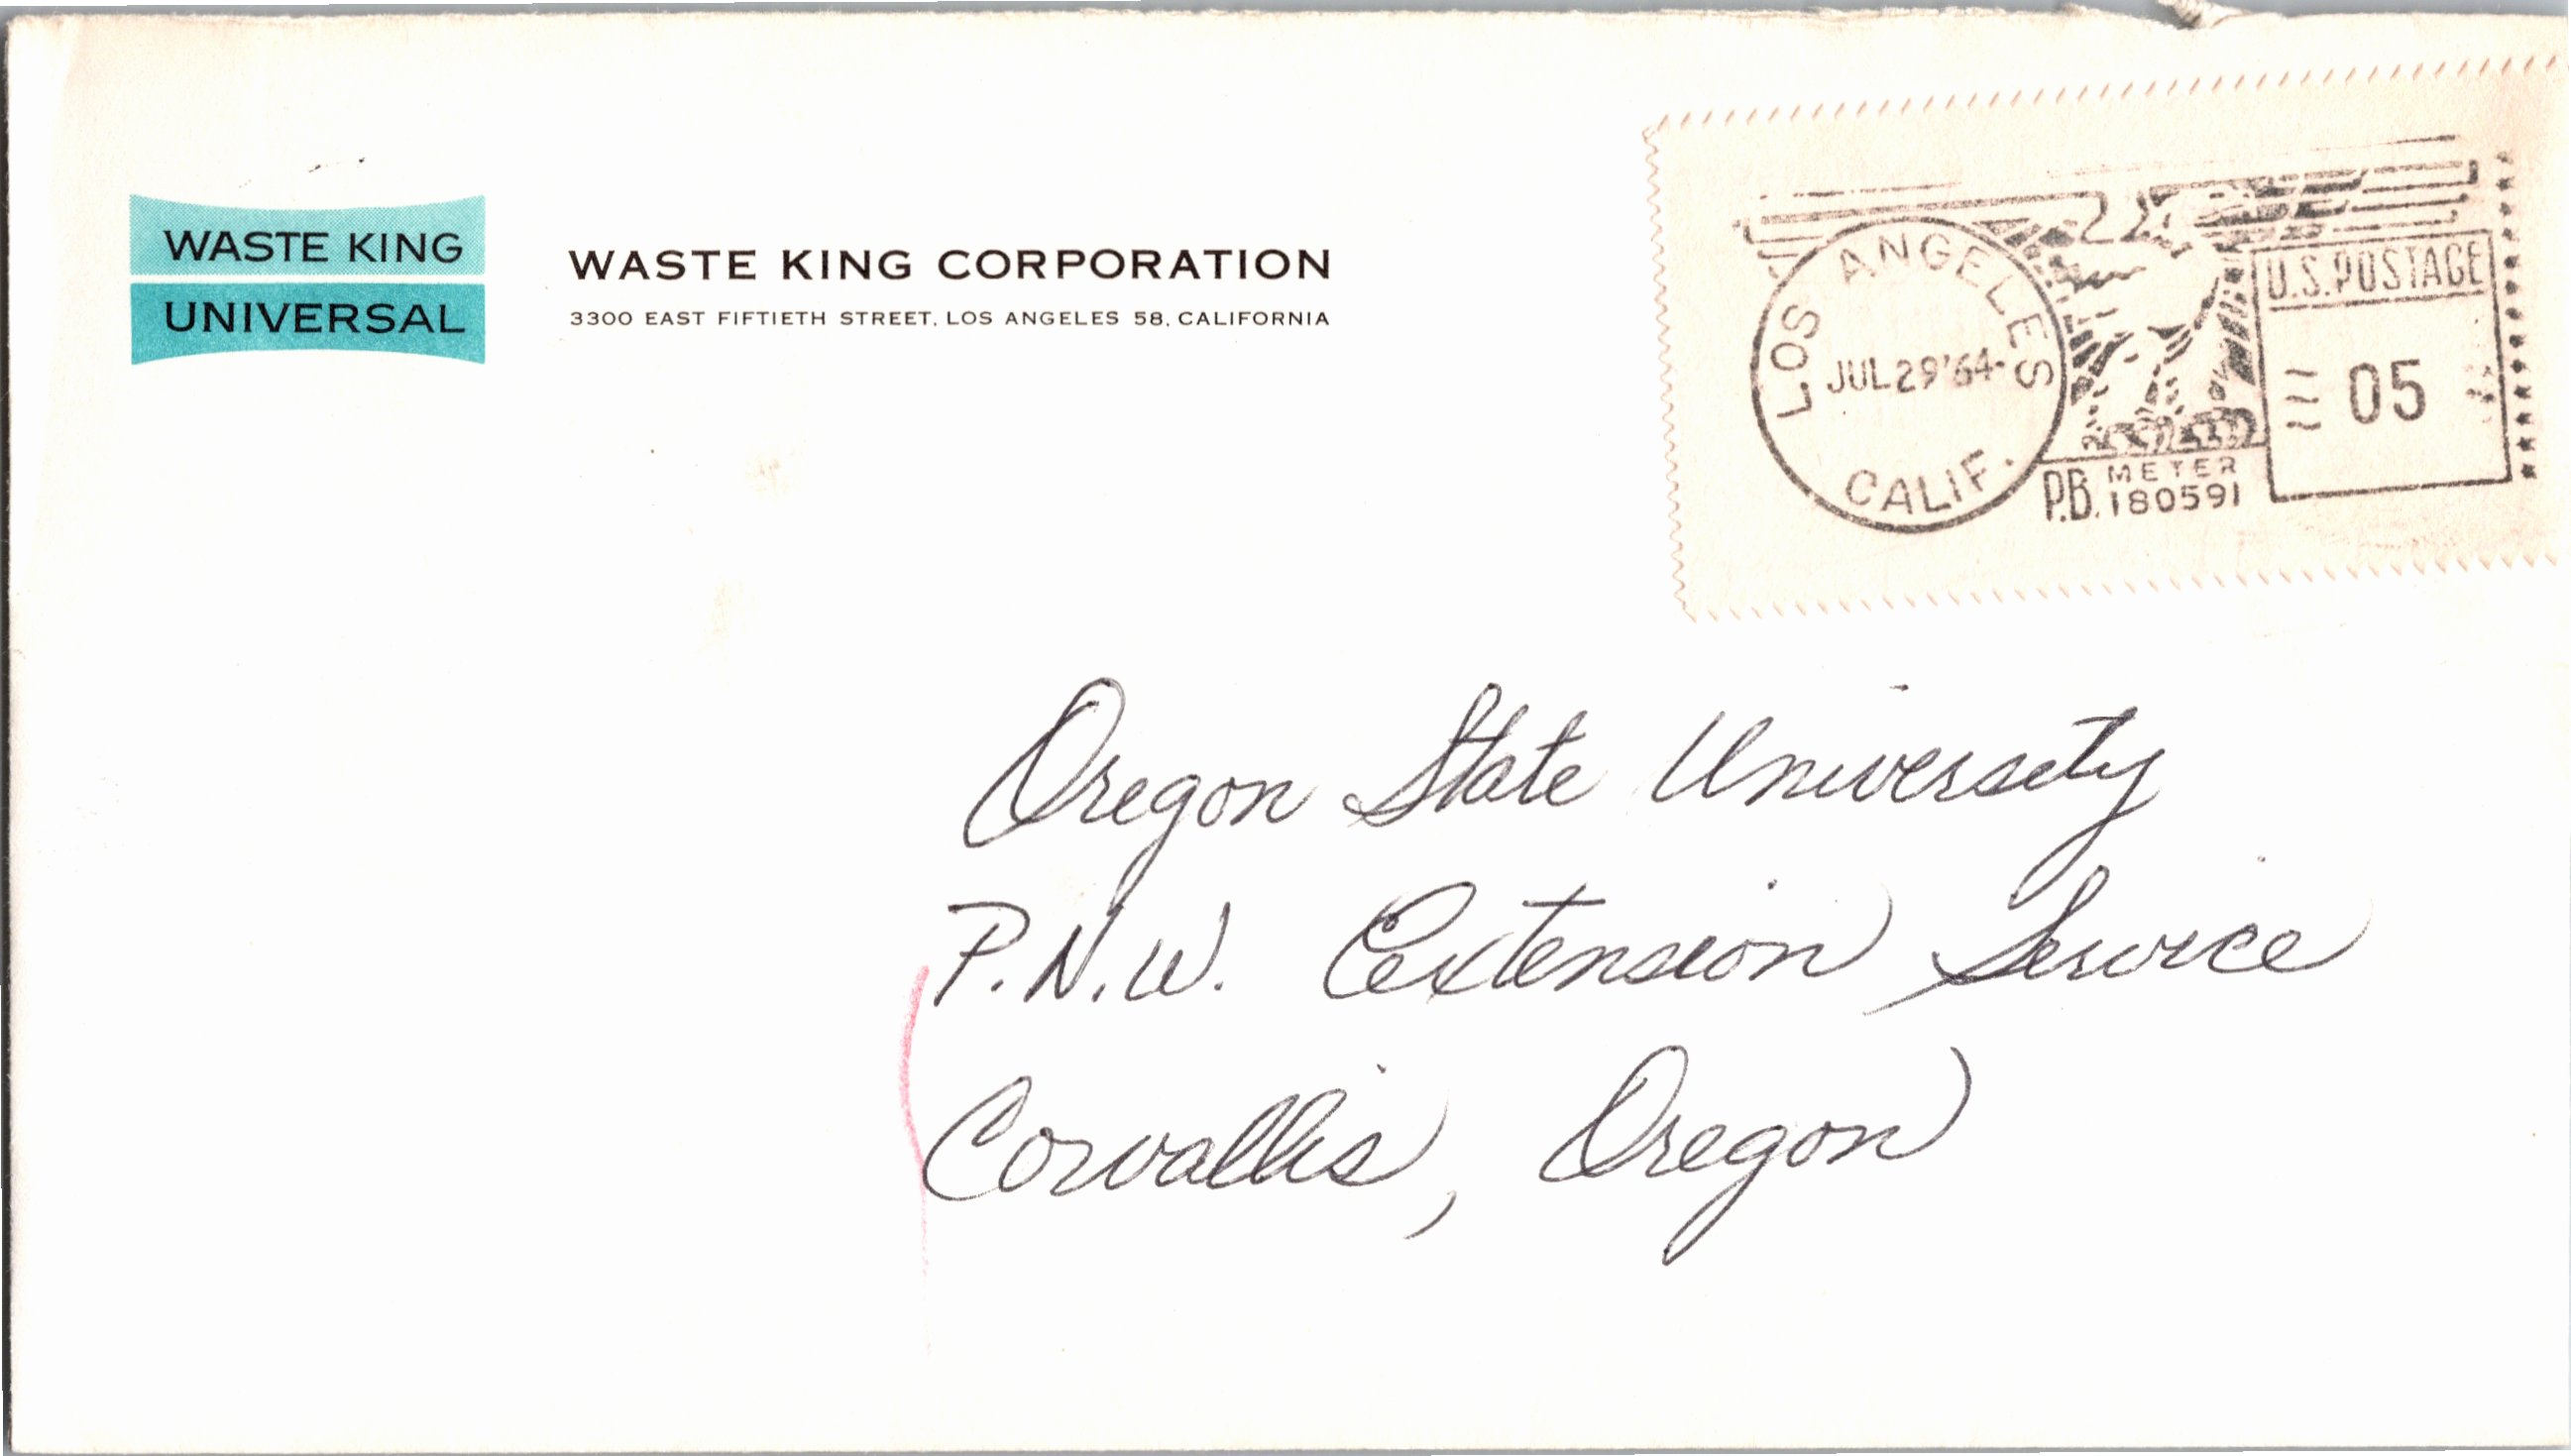 WASTE KING
UNIVERSAL
WASTE KING CORPORATION
3300 EAST FIFTIETH STREET, LOS ANGELES 58, CALIFORNIA
LOS ANGELES
JUL 29 '64
CALIF.
P.B. METER
180591
U.S. POSTAGE
05
Oregon State University
P.N.W. Extension Service
Corvallis, Oregon